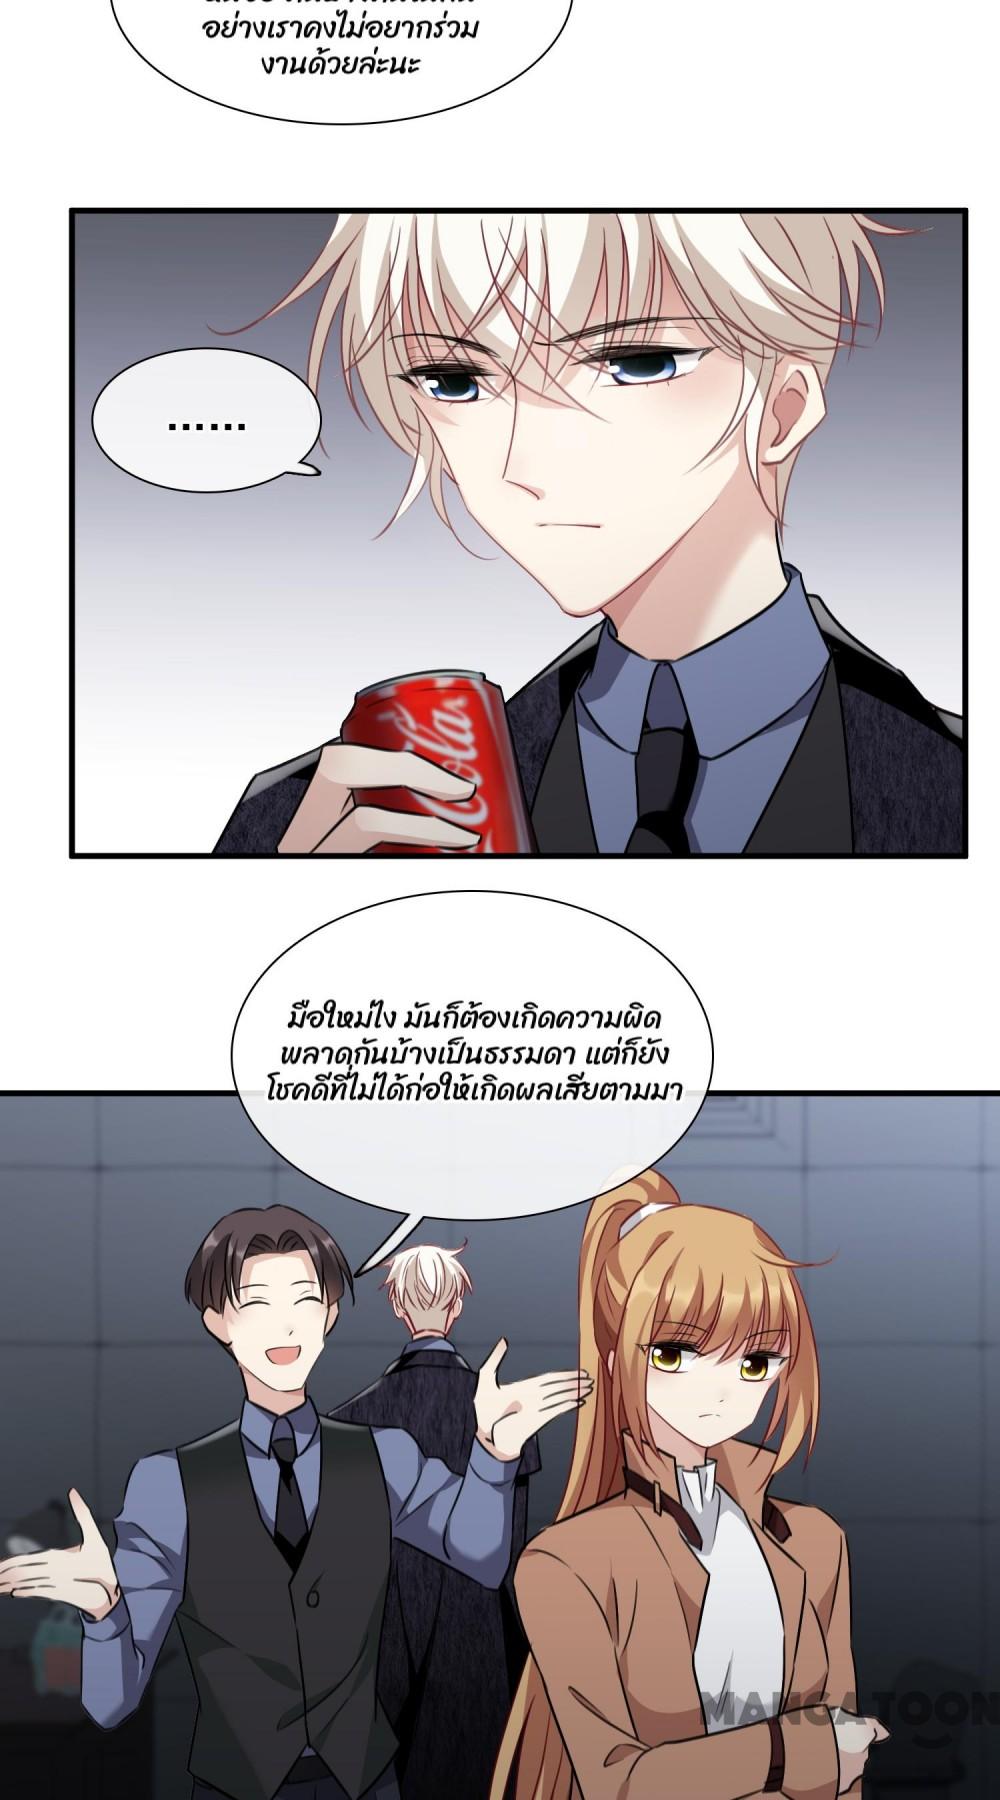 อย่างเราคงไม่อยากร่วม
งานด้วยล่ะนะ
......
Cola
มือใหม่ไง มันก็ต้องเกิดความผิด
พลาดกันบ้างเป็นธรรมดา แต่ก็ยัง
โชคดีที่ไม่ได้ก่อให้เกิดผลเสียตามมา
MANGATOON